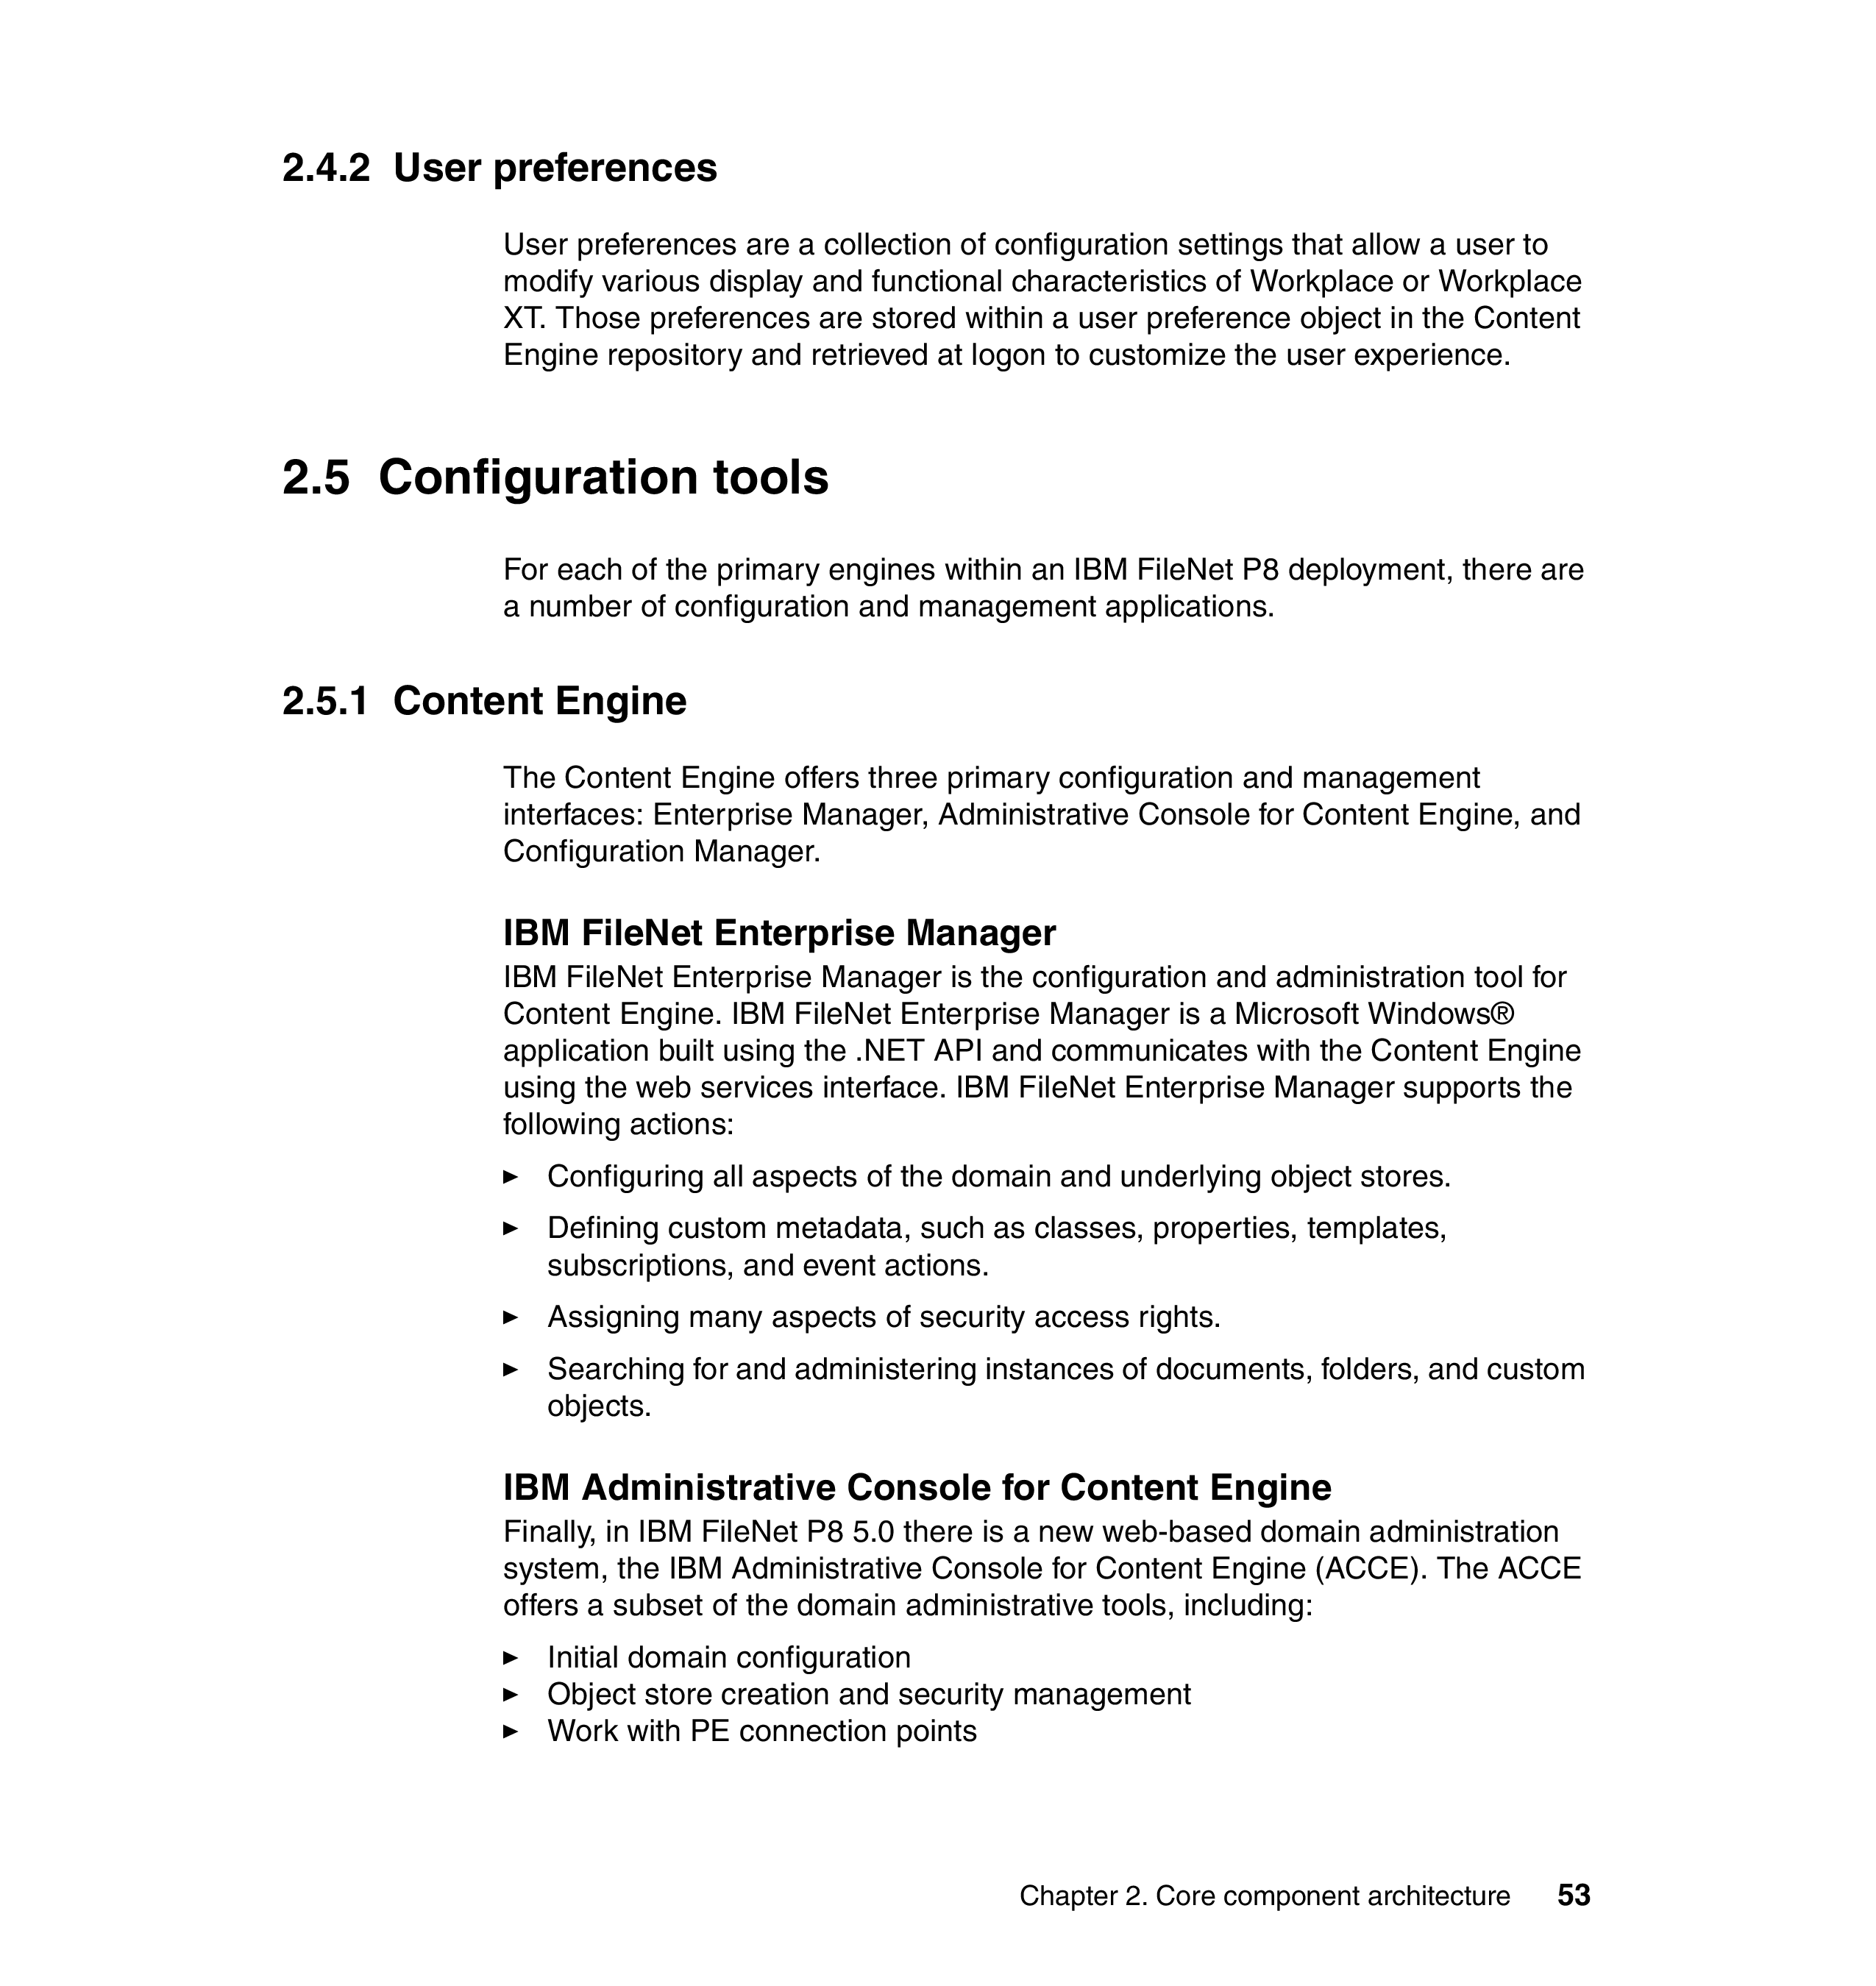 2.4.2 User preferences
User preferences are a collection of configuration settings that allow a user to
modify various display and functional characteristics of Workplace or Workplace
XT. Those preferences are stored within a user preference object in the Content
Engine repository and retrieved at logon to customize the user experience.
2.5 Configuration tools
For each of the primary engines within an IBM FileNet P8 deployment, there are
a number of configuration and management applications.
2.5.1 Content Engine
The Content Engine offers three primary configuration and management
interfaces: Enterprise Manager, Administrative Console for Content Engine, and
Configuration Manager.
IBM FileNet Enterprise Manager
IBM FileNet Enterprise Manager is the configuration and administration tool for
Content Engine. IBM FileNet Enterprise Manager is a Microsoft Windows®
application built using the .NET API and communicates with the Content Engine
using the web services interface. IBM FileNet Enterprise Manager supports the
following actions:
► Configuring all aspects of the domain and underlying object stores.
► Defining custom metadata, such as classes, properties, templates,
subscriptions, and event actions.
► Assigning many aspects of security access rights.
► Searching for and administering instances of documents, folders, and custom
objects.
IBM Administrative Console for Content Engine
Finally, in IBM FileNet P8 5.0 there is a new web-based domain administration
system, the IBM Administrative Console for Content Engine (ACCE). The ACCE
offers a subset of the domain administrative tools, including:
► Initial domain configuration
► Object store creation and security management
► Work with PE connection points
Chapter 2. Core component architecture 53